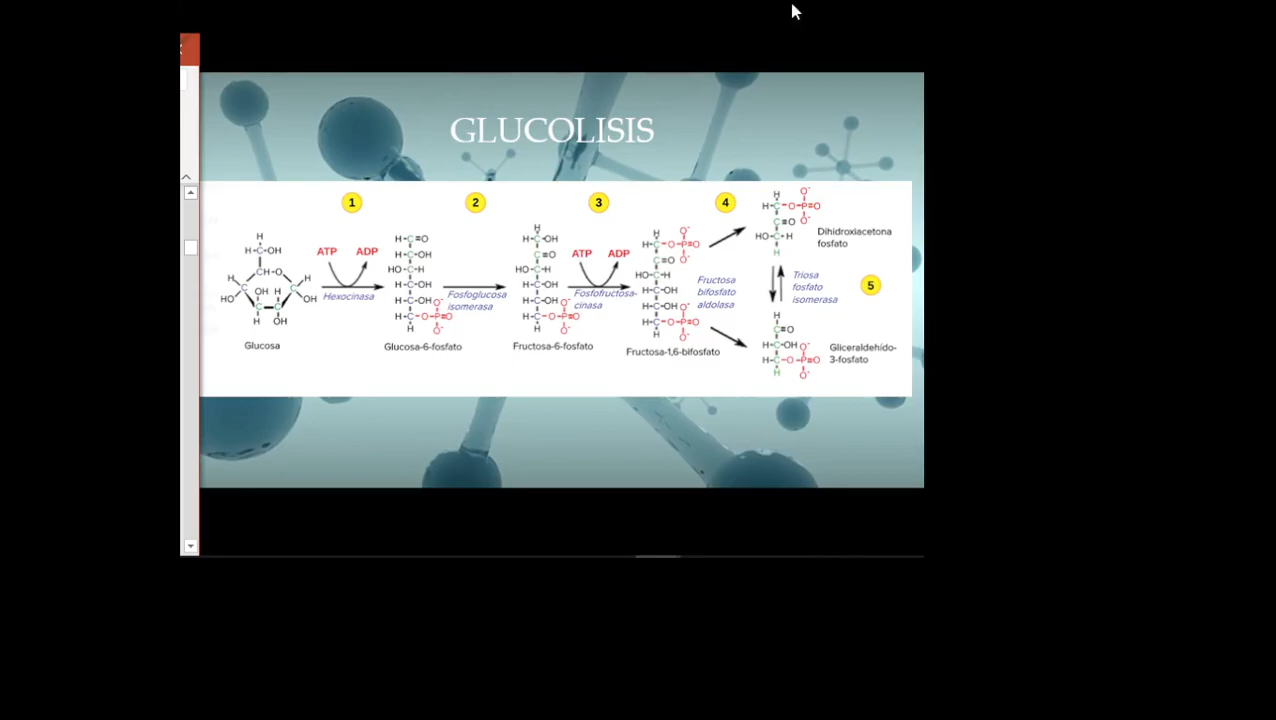 GLUCOLISIS
1
2
3
4
5
ATP
ADP
Hexocinasa
Fosfoglucosa
isomerasa
ATP
ADP
Fosfofructosa-
cinasa
Fructosa
bifosfato
aldolasa
Dihidroxiacetona
fosfato
Triosa
fosfato
isomerasa
Glucosa
Glucosa-6-fosfato
Fructosa-6-fosfato
Fructosa-1,6-bifosfato
Gliceraldehído-
3-fosfato